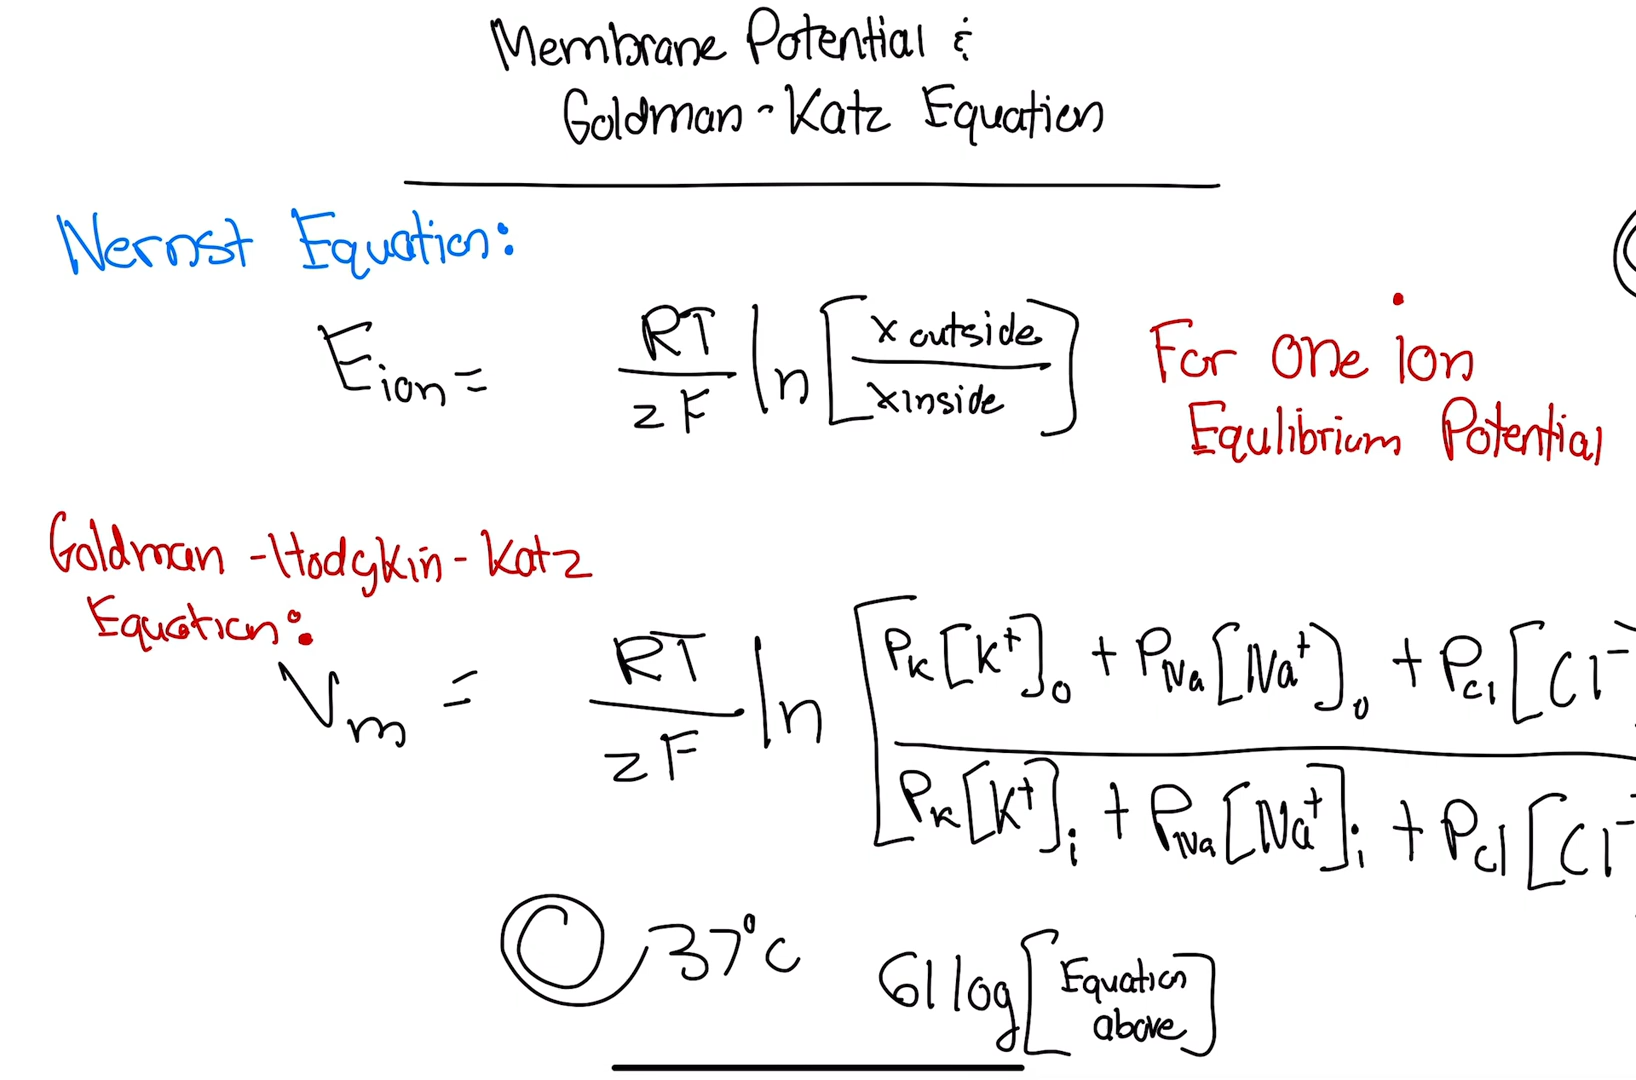 Membrane Potential &
Goldman-Katz Equation
Nernst Equation:
E ion = RT / zF ln [ x outside / x inside ]
For one ion
Equlibrium Potential
Goldman-Hodgkin-Katz
Equation:
Vm = RT / zF ln [ PK[K+]o + PNa[Na+]o + PCl[Cl-
PK[K+]i + PNa[Na+]i + PCl[Cl-
@ 37°C 61 log [ Equation
above ]